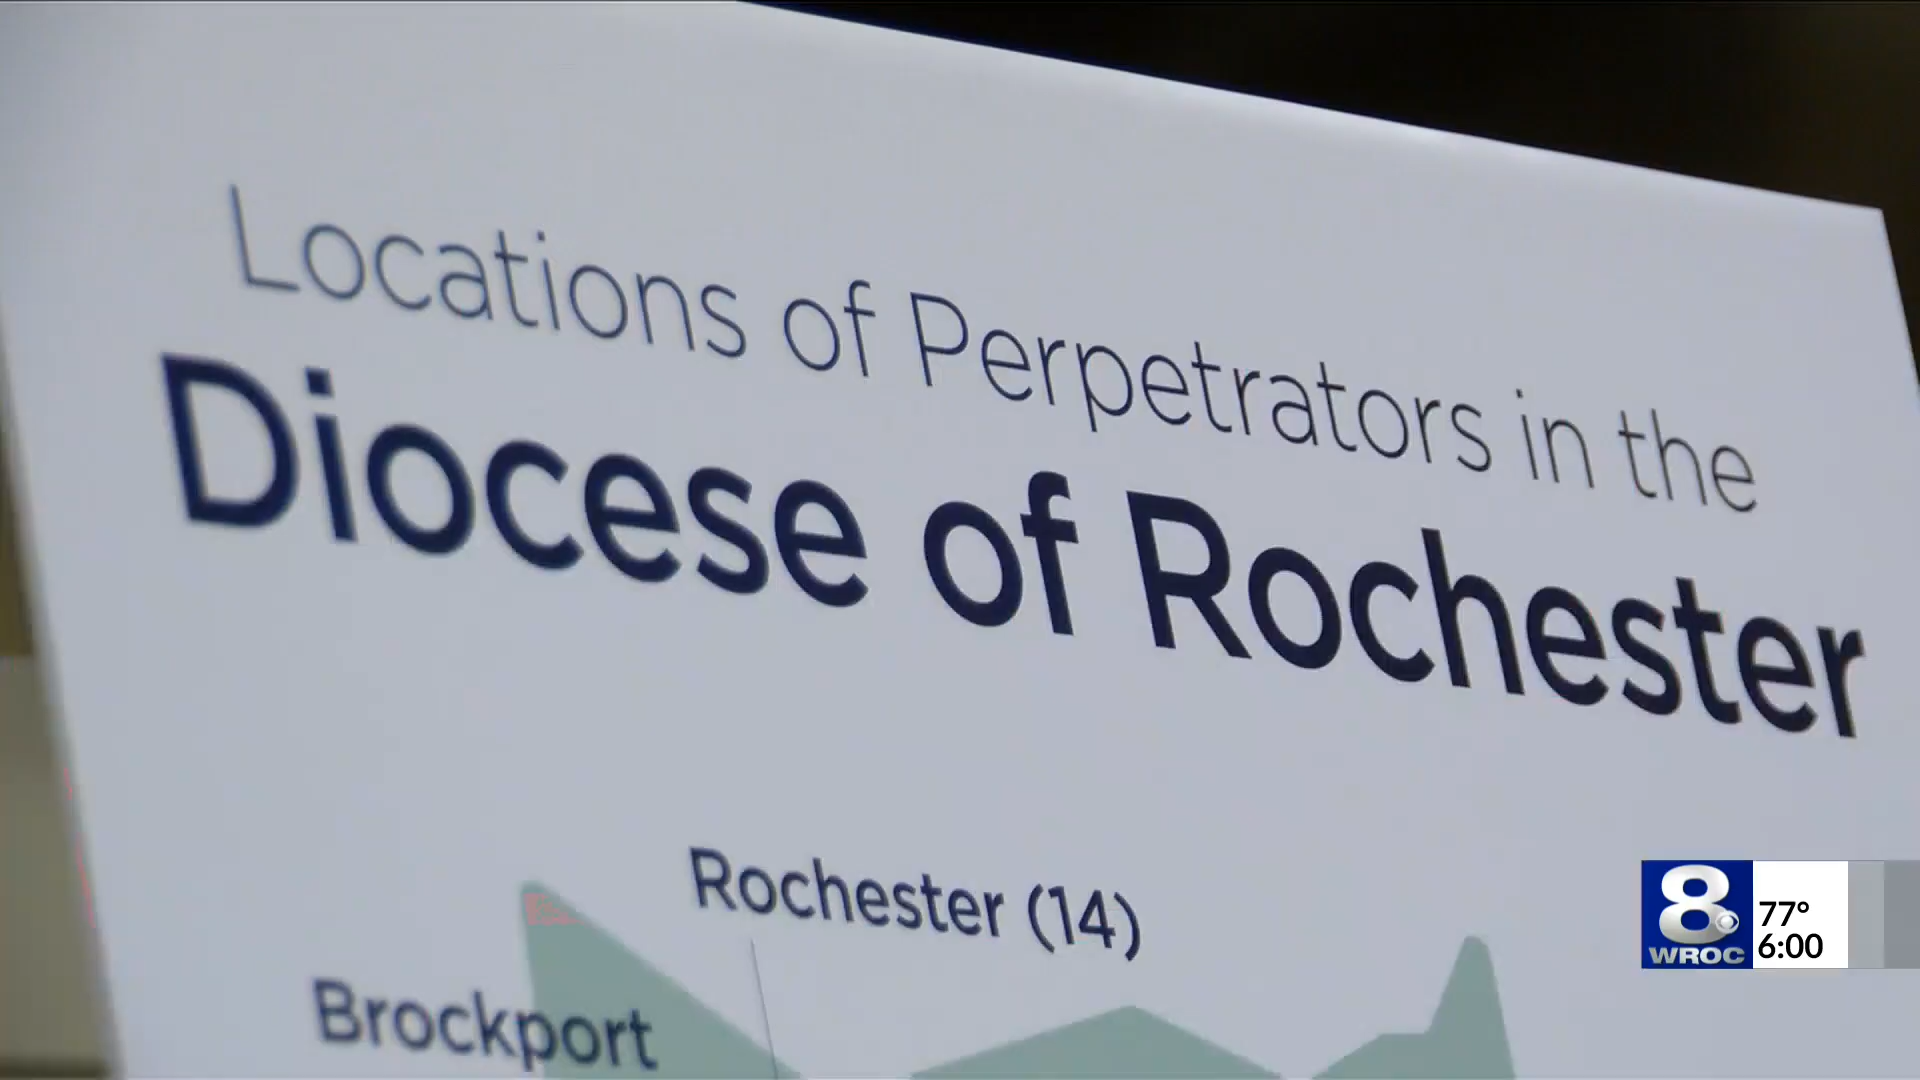 Locations of Perpetrators in the
Diocese of Rochester
Rochester (14)
Brockport
8
WROC
77°
6:00